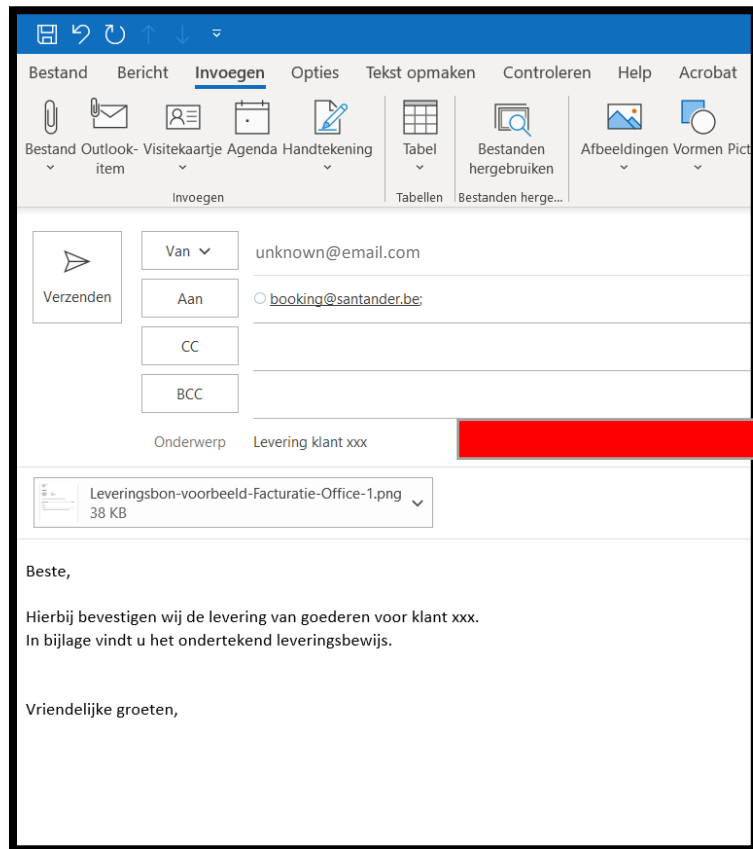 Bestand Bericht Invoegen Opties Tekst opmaken Controleren Help Acrobat
Bestand Outlook- Visitekaartje Agenda Handtekening Tabel Bestanden Afbeeldingen Vormen Pict
item hergebruiken
Invoegen Tabellen Bestanden herge...
Van unknown@email.com
Verzenden Aan booking@santander.be;
CC
BCC
Onderwerp Levering klant xxx
Leveringsbon-voorbeeld-Facturatie-Office-1.png
38 KB
Beste,
Hierbij bevestigen wij de levering van goederen voor klant xxx.
In bijlage vindt u het ondertekend leveringsbewijs.
Vriendelijke groeten,